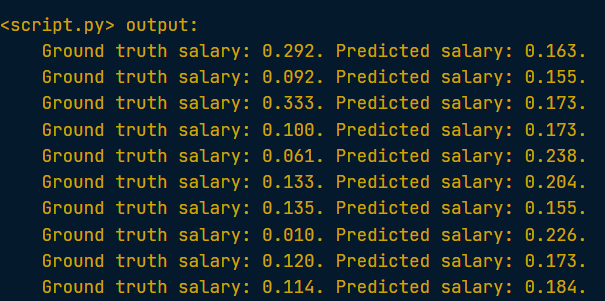 <script.py> output:
Ground truth salary: 0.292. Predicted salary: 0.163.
Ground truth salary: 0.092. Predicted salary: 0.155.
Ground truth salary: 0.333. Predicted salary: 0.173.
Ground truth salary: 0.100. Predicted salary: 0.173.
Ground truth salary: 0.061. Predicted salary: 0.238.
Ground truth salary: 0.133. Predicted salary: 0.204.
Ground truth salary: 0.135. Predicted salary: 0.155.
Ground truth salary: 0.010. Predicted salary: 0.226.
Ground truth salary: 0.120. Predicted salary: 0.173.
Ground truth salary: 0.114. Predicted salary: 0.184.